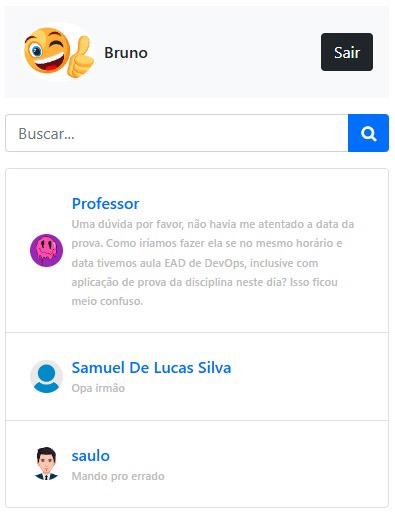 Bruno
Sair
Buscar...
Professor
Uma dúvida por favor, não havia me atentado a data da
prova. Como iríamos fazer ela se no mesmo horário e
data tivemos aula EAD de DevOps, inclusive com
aplicação de prova da disciplina neste dia? Isso ficou
meio confuso.
Samuel De Lucas Silva
Opa irmão
saulo
Mando pro errado